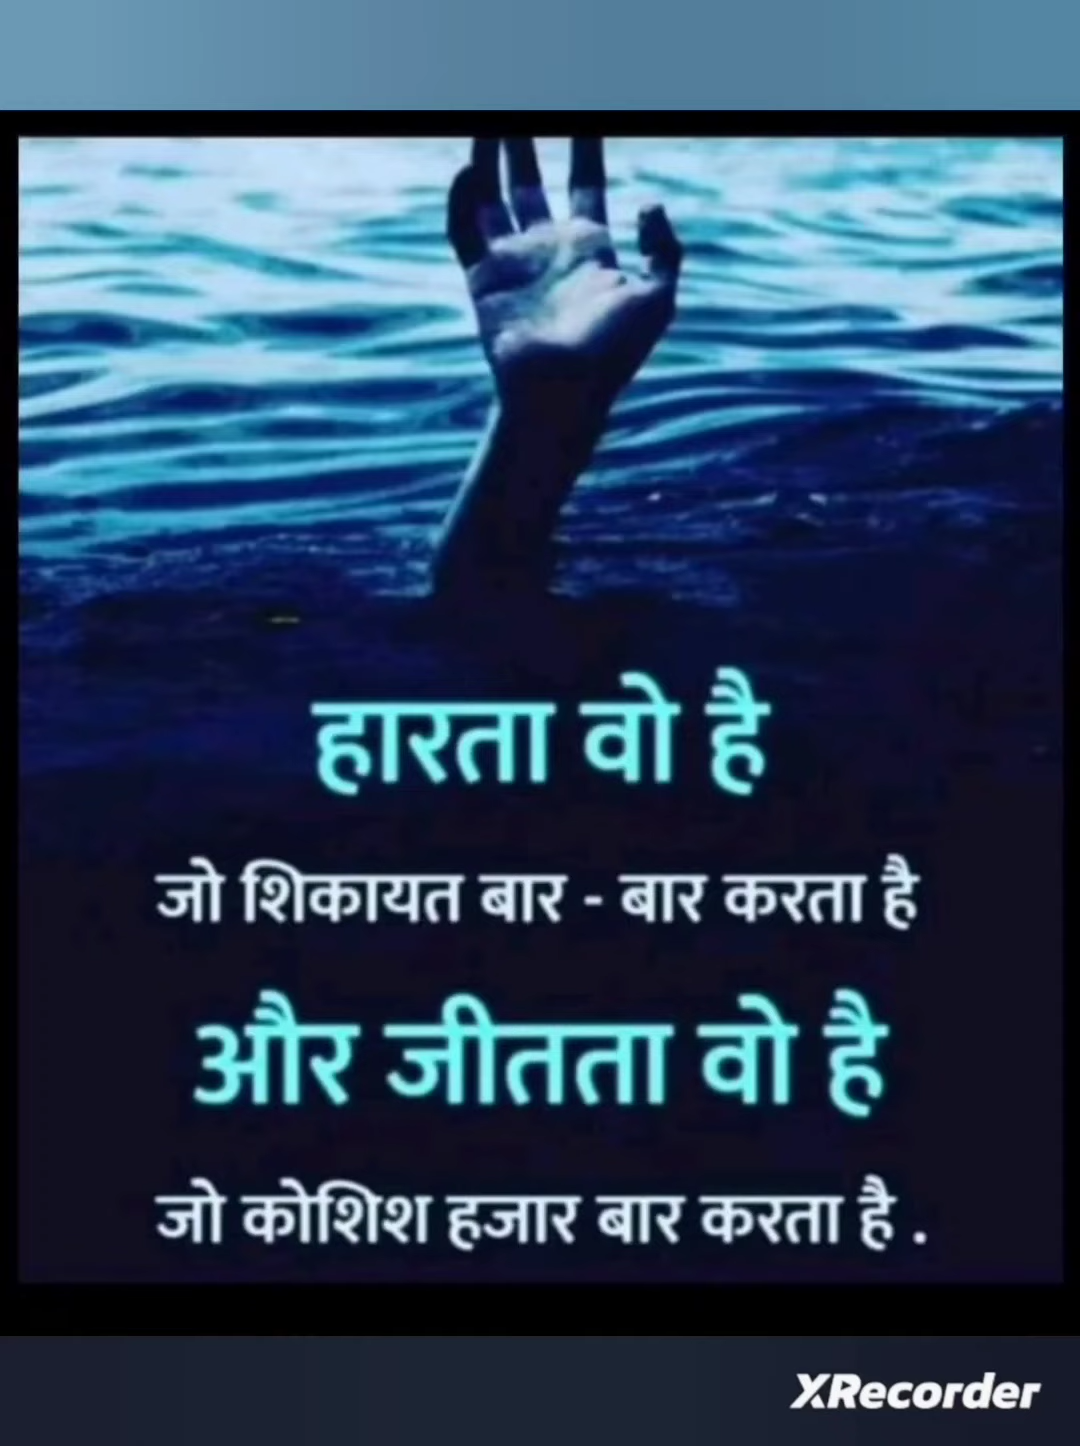 हारता वो है
जो शिकायत बार - बार करता है
और जीतता वो है
जो कोशिश हजार बार करता है .
XRecorder